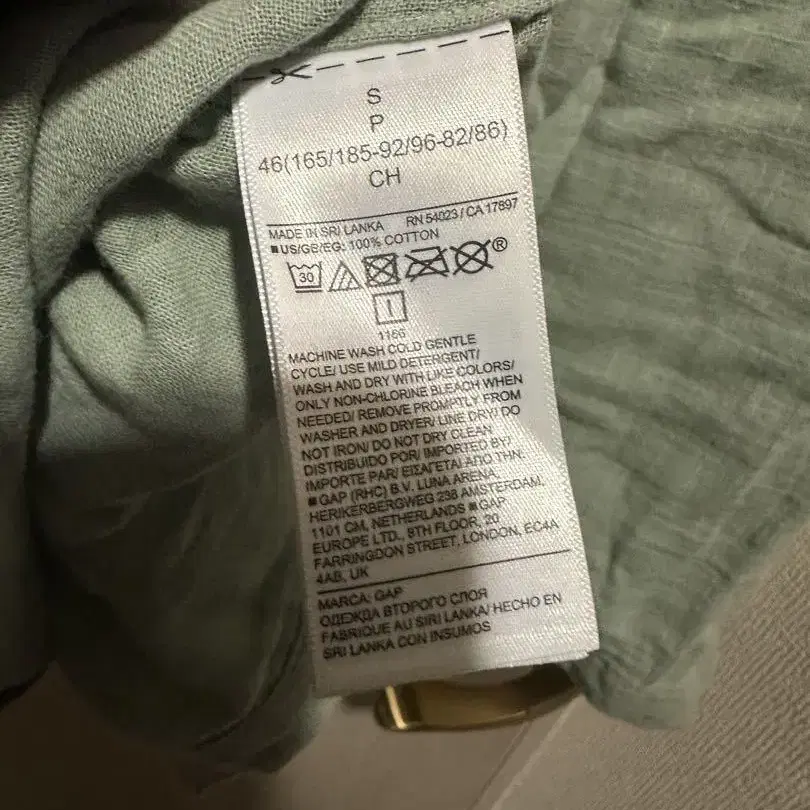 S
P
46(165/185-92/96-82/86)
CH
MADE IN SRI LANKA RN 54023 / CA 17897
■US/GB/EG: 100% COTTON
30 ®
I
1166
MACHINE WASH COLD GENTLE
CYCLE/ USE MILD DETERGENT/
WASH AND DRY WITH LIKE COLORS/
ONLY NON-CHLORINE BLEACH WHEN
NEEDED/ REMOVE PROMPTLY FROM
WASHER AND DRYER/ LINE DRY/ DO
NOT IRON/ DO NOT DRY CLEAN
DISTRIBUIDO POR/ IMPORTED BY/
IMPORTE PAR/ ΕΙΣΑΓΕΤΑΙ ΑΠΟ ΤΗΝ:
■GAP (RHC) B.V. LUNA ARENA,
HERIKERBERGWEG 238 AMSTERDAM,
1101 CM, NETHERLANDS ■GAP
EUROPE LTD., 8TH FLOOR, 20
FARRINGDON STREET, LONDON, EC4A
4AB, UK
MARCA: GAP
ОДЕЖДА ВТОРОГО СЛОЯ
FABRIQUE AU SIRI LANKA/ HECHO EN
SRI LANKA CON INSUMOS